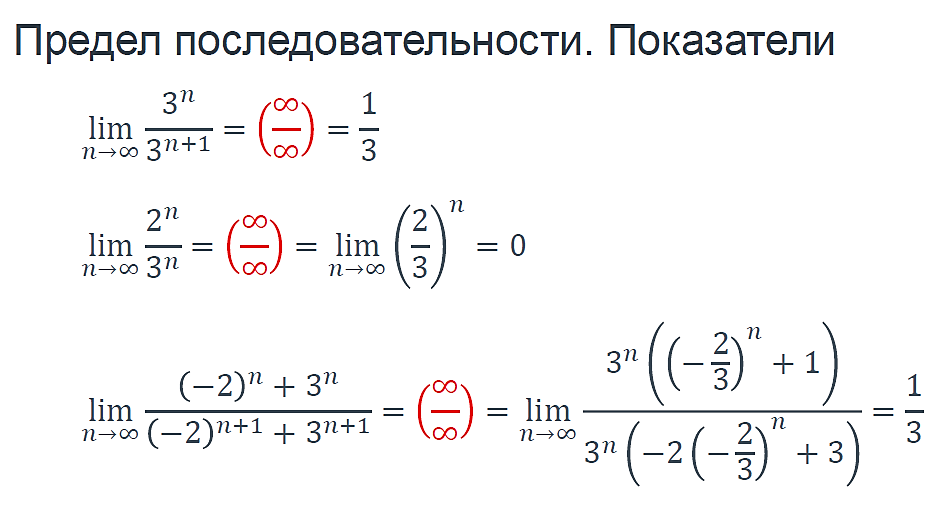 Предел последовательности. Показатели
lim_{n→∞} 3^n / 3^{n+1} = (∞/∞) = 1/3
lim_{n→∞} 2^n / 3^n = (∞/∞) = lim_{n→∞} (2/3)^n = 0
lim_{n→∞} ((−2)^n + 3^n) / ((−2)^{n+1} + 3^{n+1}) = (∞/∞) = lim_{n→∞} 3^n((−2/3)^n + 1) / 3^n(−2(−2/3)^n + 3) = 1/3